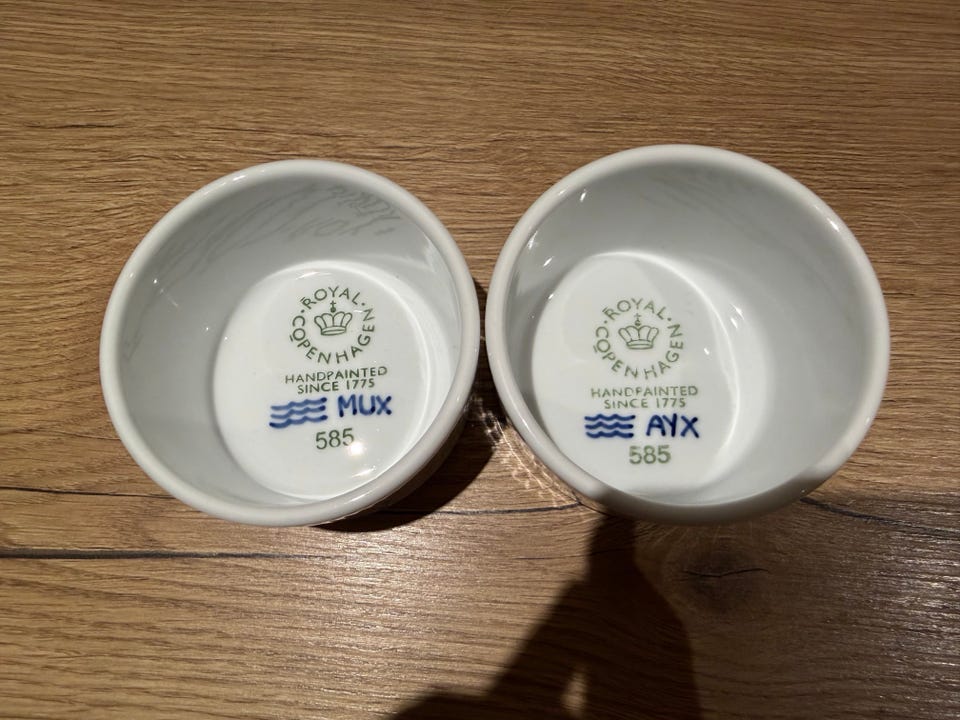 ROYAL
COPENHAGEN
HANDPAINTED
SINCE 1775
MUX
585
ROYAL
COPENHAGEN
HANDPAINTED
SINCE 1775
AYX
585